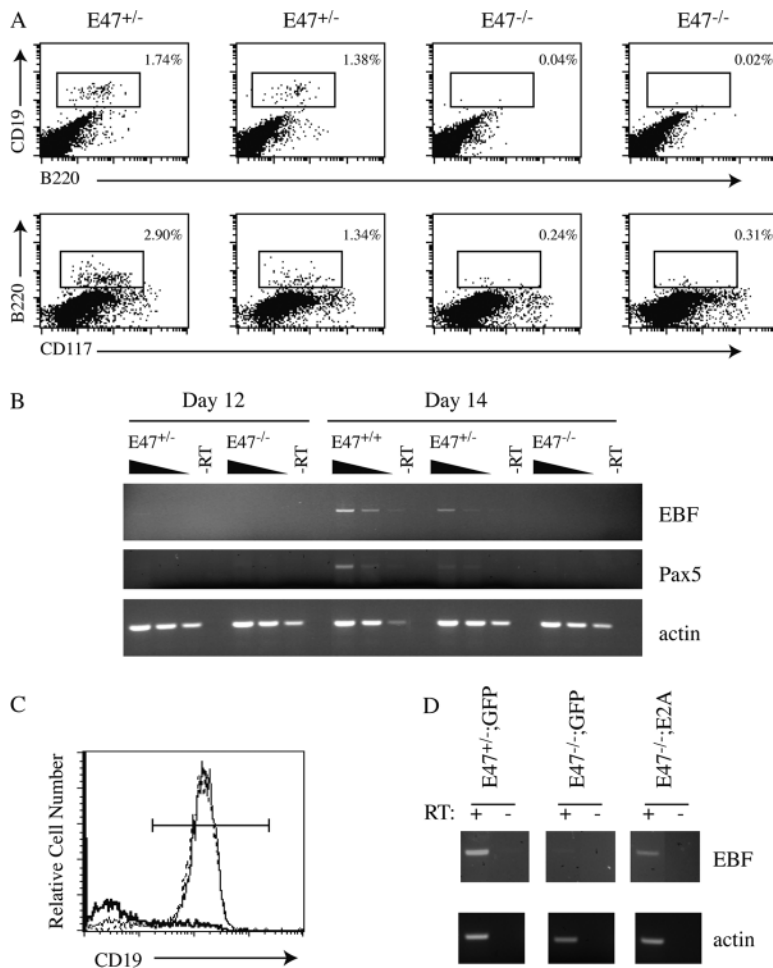 A
E47+/- E47+/- E47-/- E47-/-
CD19
1.74% 1.38% 0.04% 0.02%
B220
B220
2.90% 1.34% 0.24% 0.31%
CD117
B
Day 12 Day 14
E47+/- -RT E47-/- -RT E47+/+ -RT E47+/- -RT E47-/- -RT
EBF
Pax5
actin
C
Relative Cell Number
CD19
D
E47+/-;GFP E47-/-;GFP E47-/-;E2A
RT: + - + - + -
EBF
actin